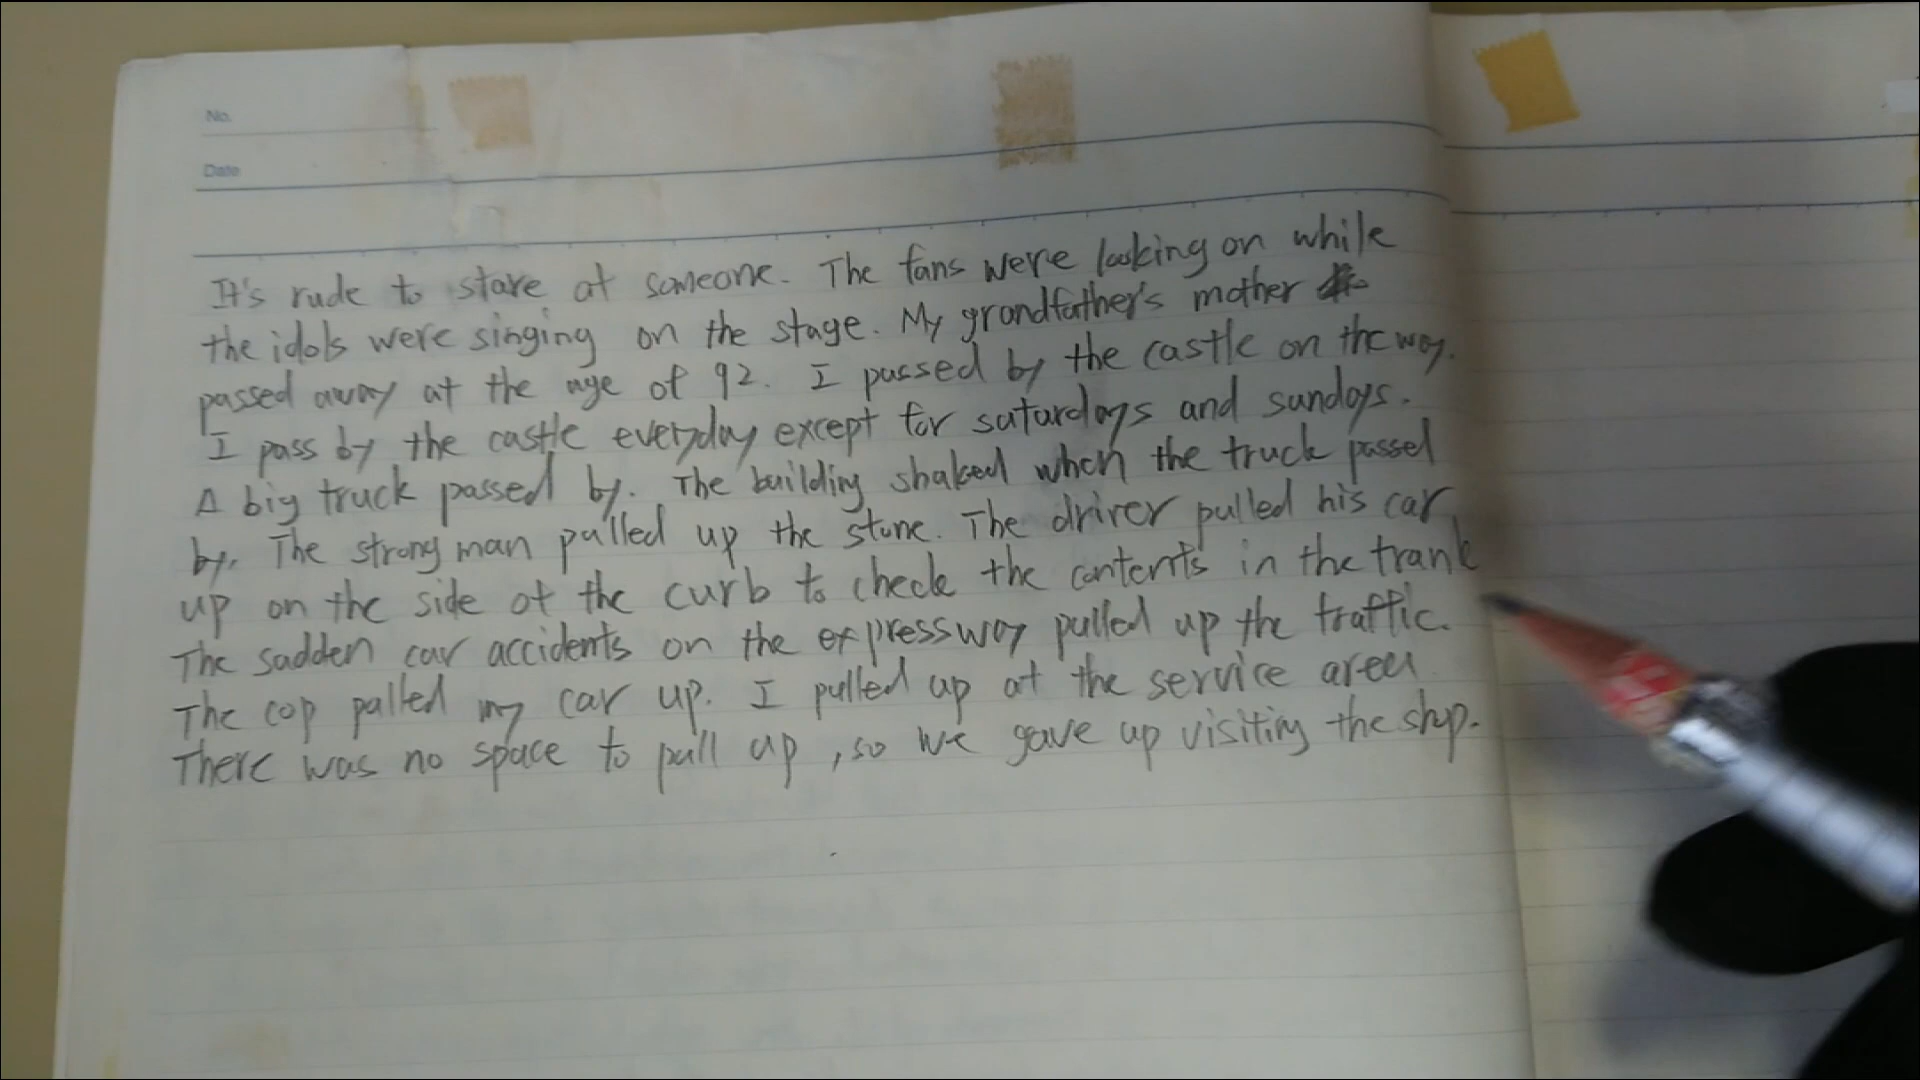 No.
Date
It's rude to stare at someone. The fans were looking on while
the idols were singing on the stage. My grandfather's mother
passed away at the age of 92. I passed by the castle on the way.
I pass by the castle everyday except for saturdays and sundays.
A big truck passed by. The building shaked when the truck passed
by. The strong man pulled up the stone. The driver pulled his car
up on the side of the curb to check the contents in the trank
The sadden car accidents on the expressway pulled up the traffic.
The cop pulled my car up. I pulled up at the service area
There was no space to pull up, so we gave up visiting the shop.